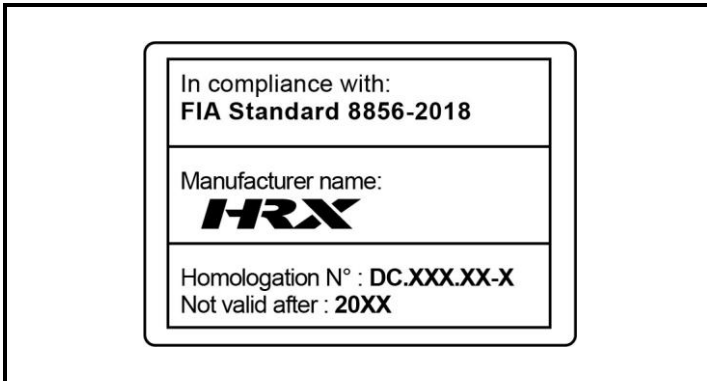 In compliance with:
FIA Standard 8856-2018
Manufacturer name:
HRX
Homologation N° : DC.XXX.XX-X
Not valid after : 20XX